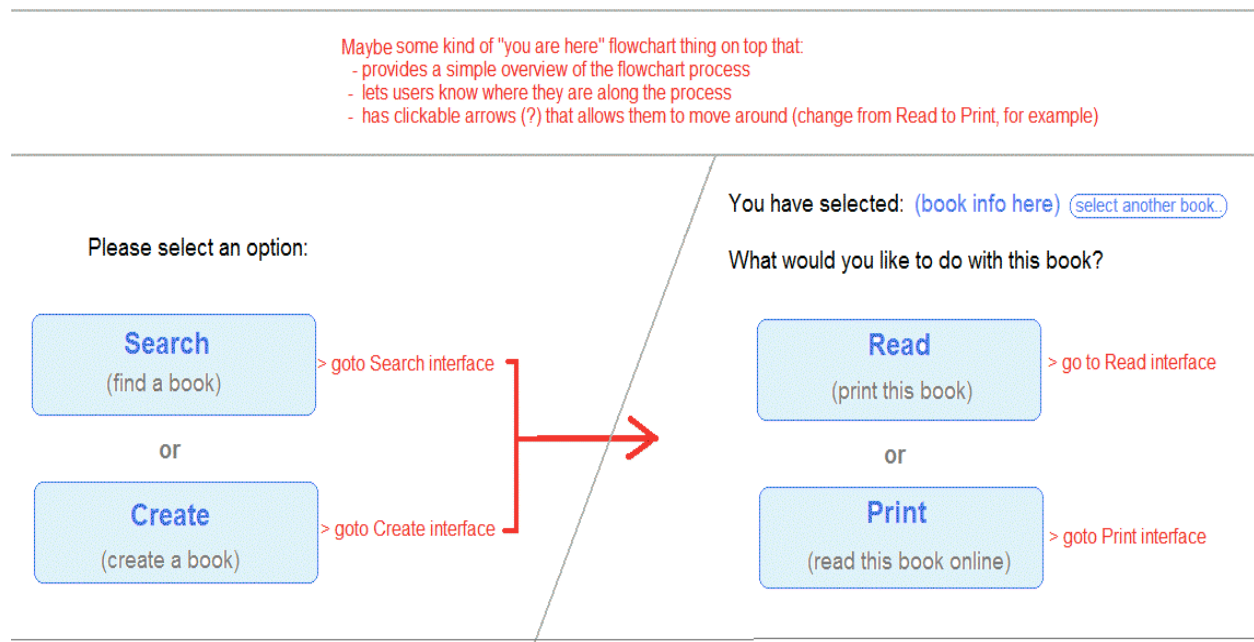 Maybe some kind of "you are here" flowchart thing on top that:
- provides a simple overview of the flowchart process
- lets users know where they are along the process
- has clickable arrows (?) that allows them to move around (change from Read to Print, for example)
Please select an option:
Search
(find a book)
> goto Search interface
or
Create
(create a book)
> goto Create interface
You have selected: (book info here) select another book..
What would you like to do with this book?
Read
(print this book)
> go to Read interface
or
Print
(read this book online)
> goto Print interface